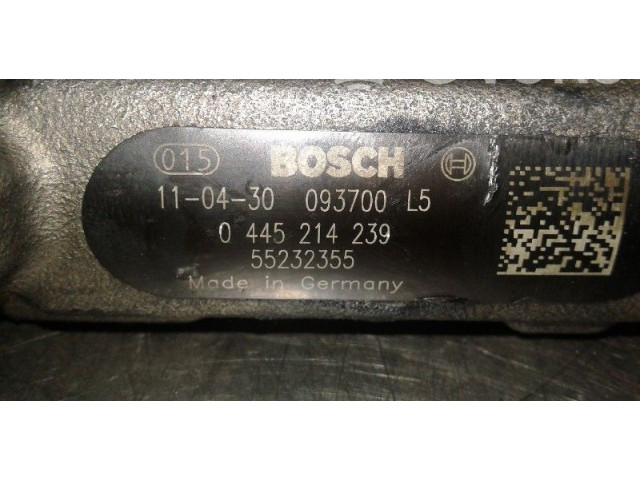 015 BOSCH
11-04-30 093700 L5
0 445 214 239
55232355
Made in Germany